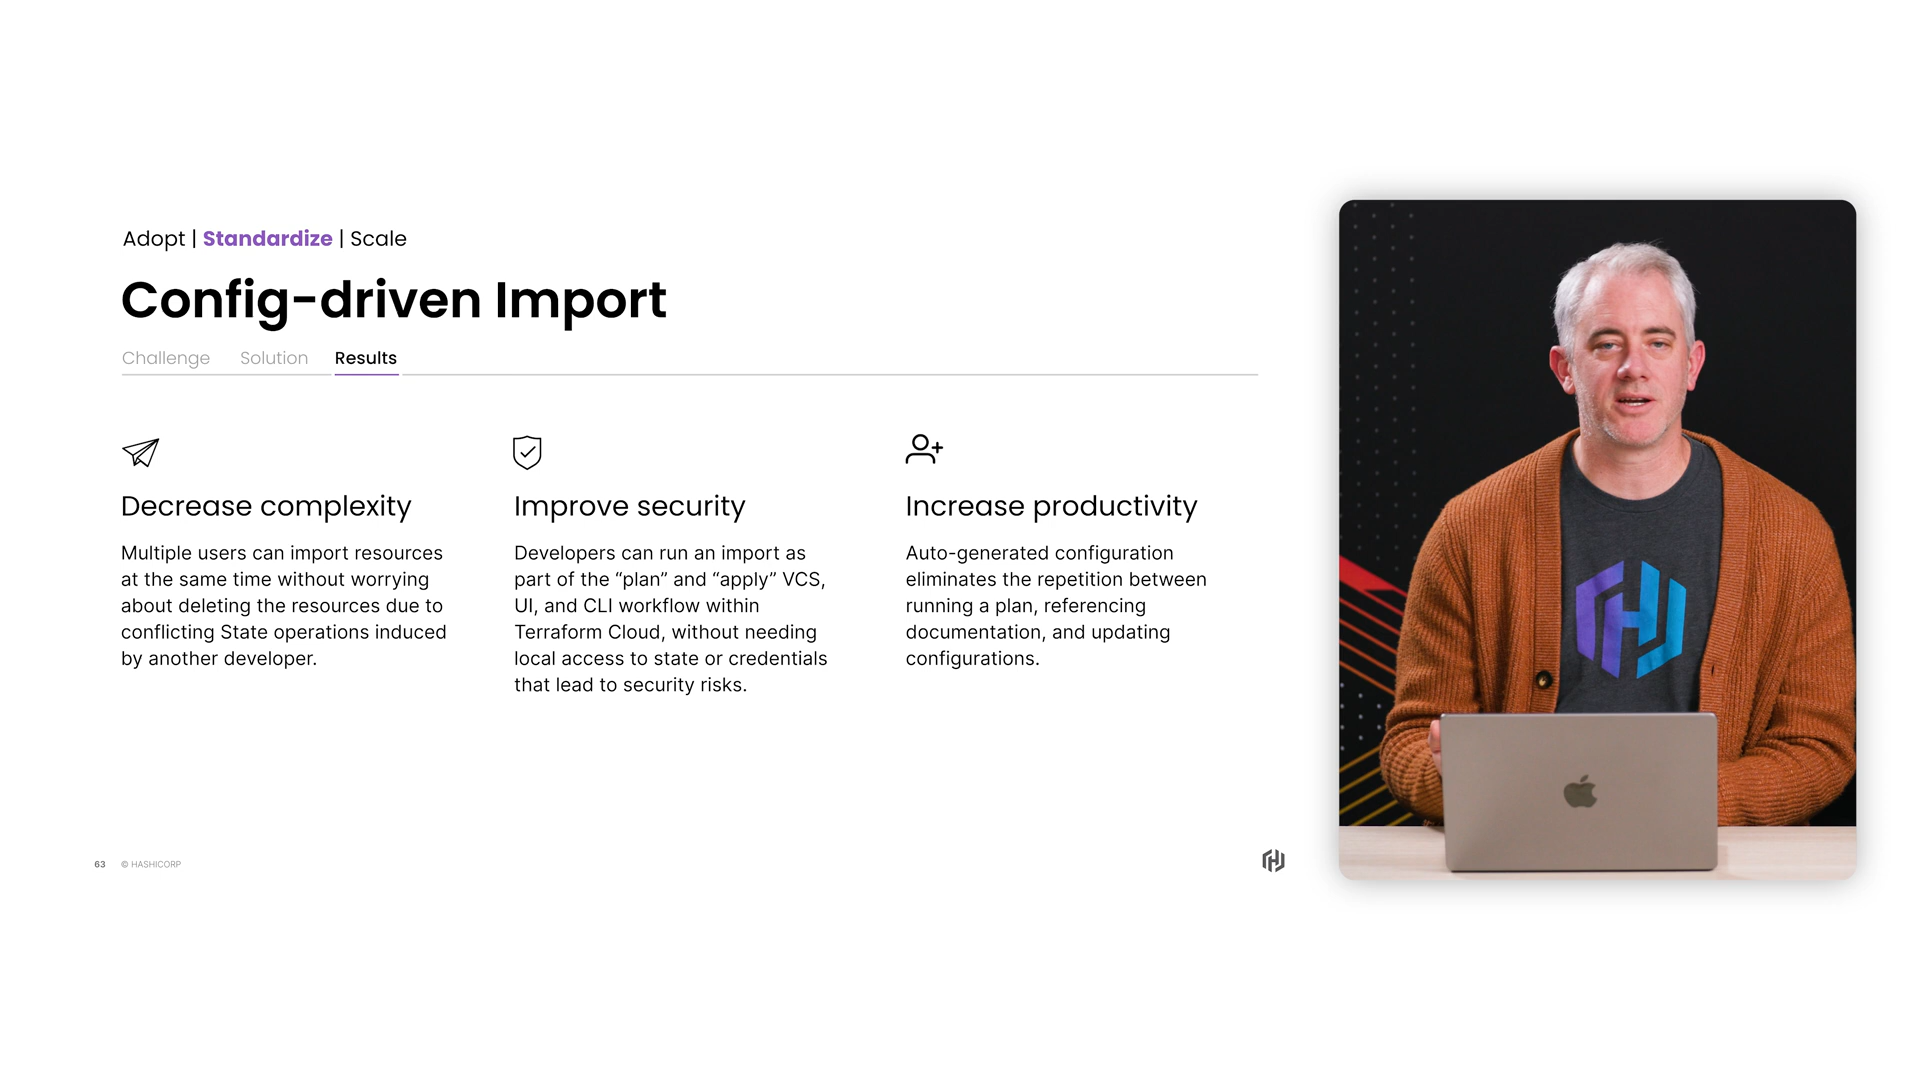 Adopt | Standardize | Scale
Config-driven Import
Challenge Solution Results
Decrease complexity
Multiple users can import resources
at the same time without worrying
about deleting the resources due to
conflicting State operations induced
by another developer.
Improve security
Developers can run an import as
part of the “plan” and “apply” VCS,
UI, and CLI workflow within
Terraform Cloud, without needing
local access to state or credentials
that lead to security risks.
Increase productivity
Auto-generated configuration
eliminates the repetition between
running a plan, referencing
documentation, and updating
configurations.
63 © HASHICORP